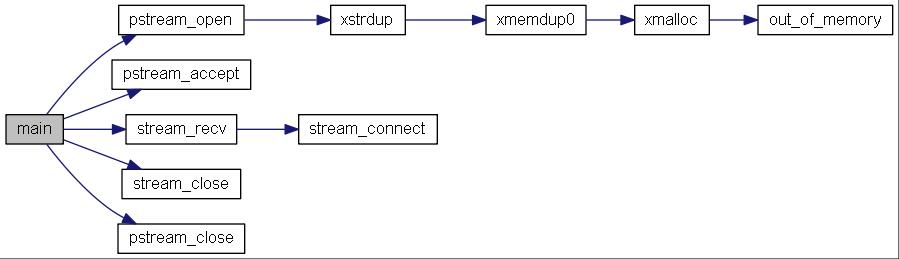 pstream_open
xstrdup
xmemdup0
xmalloc
out_of_memory
pstream_accept
main
stream_recv
stream_connect
stream_close
pstream_close